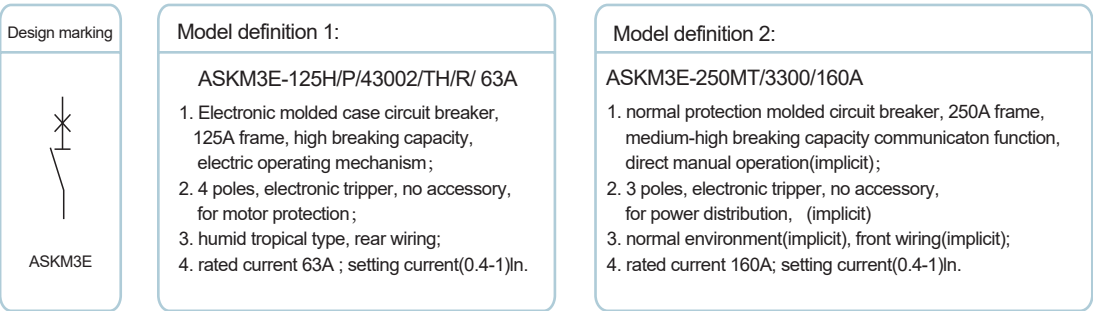 Design marking
ASKM3E
Model definition 1:
ASKM3E-125H/P/43002/TH/R/ 63A
1. Electronic molded case circuit breaker,
125A frame, high breaking capacity,
electric operating mechanism;
2. 4 poles, electronic tripper, no accessory,
for motor protection;
3. humid tropical type, rear wiring;
4. rated current 63A ; setting current(0.4-1)ln.
Model definition 2:
ASKM3E-250MT/3300/160A
1. normal protection molded circuit breaker, 250A frame,
medium-high breaking capacity communicaton function,
direct manual operation(implicit);
2. 3 poles, electronic tripper, no accessory,
for power distribution, (implicit)
3. normal environment(implicit), front wiring(implicit);
4. rated current 160A; setting current(0.4-1)ln.